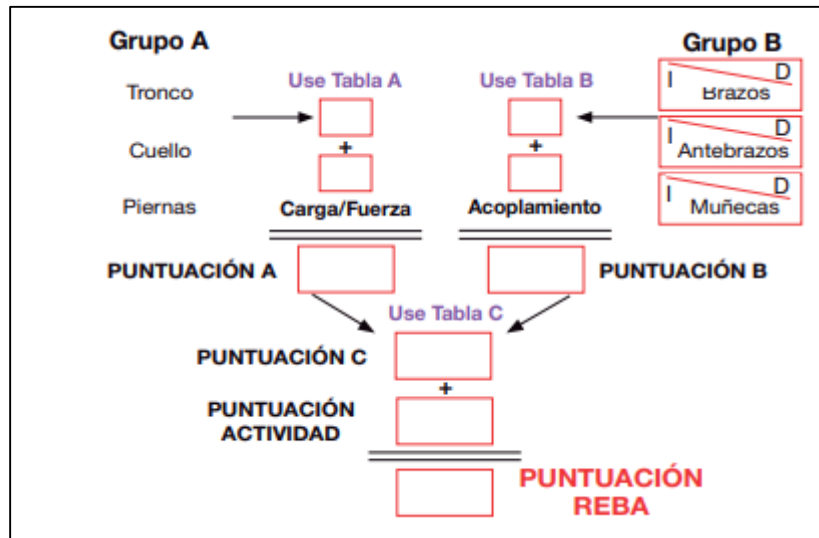 Grupo A
Grupo B
Use Tabla A
Use Tabla B
Tronco
I D
Brazos
+
+
Cuello
I D
Antebrazos
Piernas
Carga/Fuerza
Acoplamiento
I D
Muñecas
PUNTUACIÓN A
PUNTUACIÓN B
Use Tabla C
PUNTUACIÓN C
+
PUNTUACIÓN
ACTIVIDAD
PUNTUACIÓN
REBA